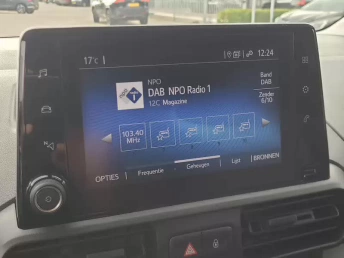 17°C 12:24
NPO
DAB NPO Radio 1
12C Magazine
Band
DAB
Zender
6/10
103.40
MHz
OPTIES Frequentie Geheugen Lijst BRONNEN